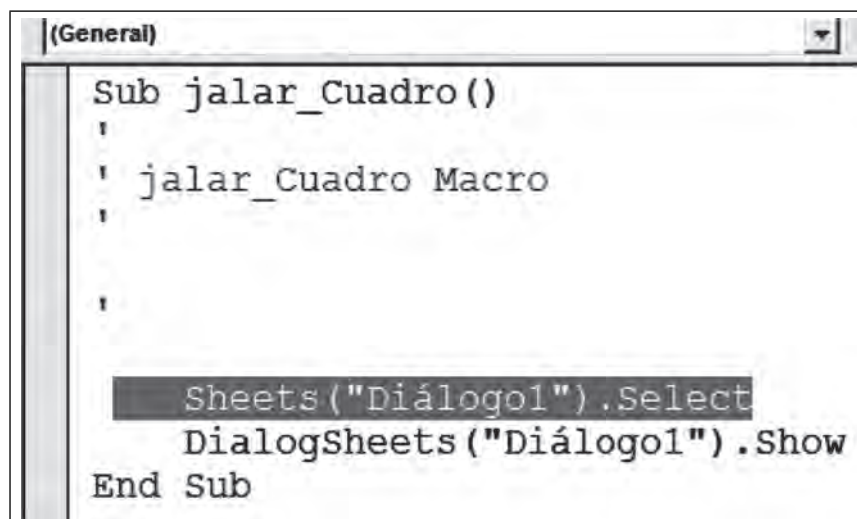 (General)
Sub jalar_Cuadro()
'
' jalar_Cuadro Macro
'
'
Sheets("Diálogo1").Select
DialogSheets("Diálogo1").Show
End Sub